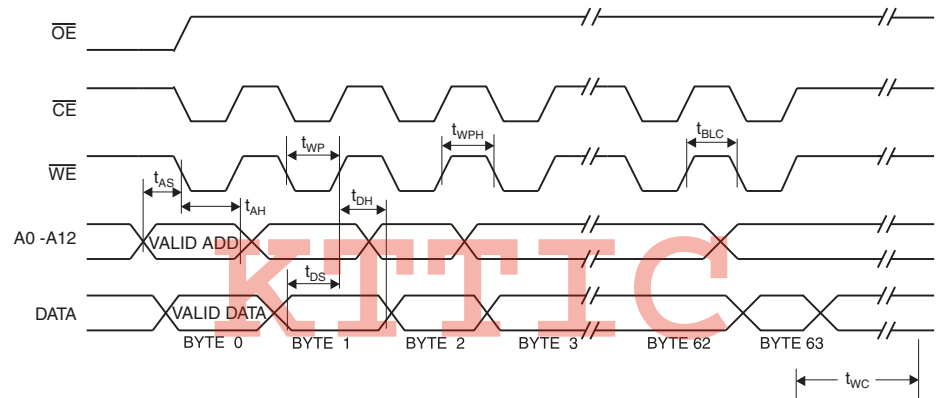 OE
CE
tWP
tWPH
tBLC
WE
tAS
tAH
tDH
A0 -A12
VALID ADD
KTTIC
tDS
DATA
VALID DATA
BYTE 0
BYTE 1
BYTE 2
BYTE 3
BYTE 62
BYTE 63
tWC